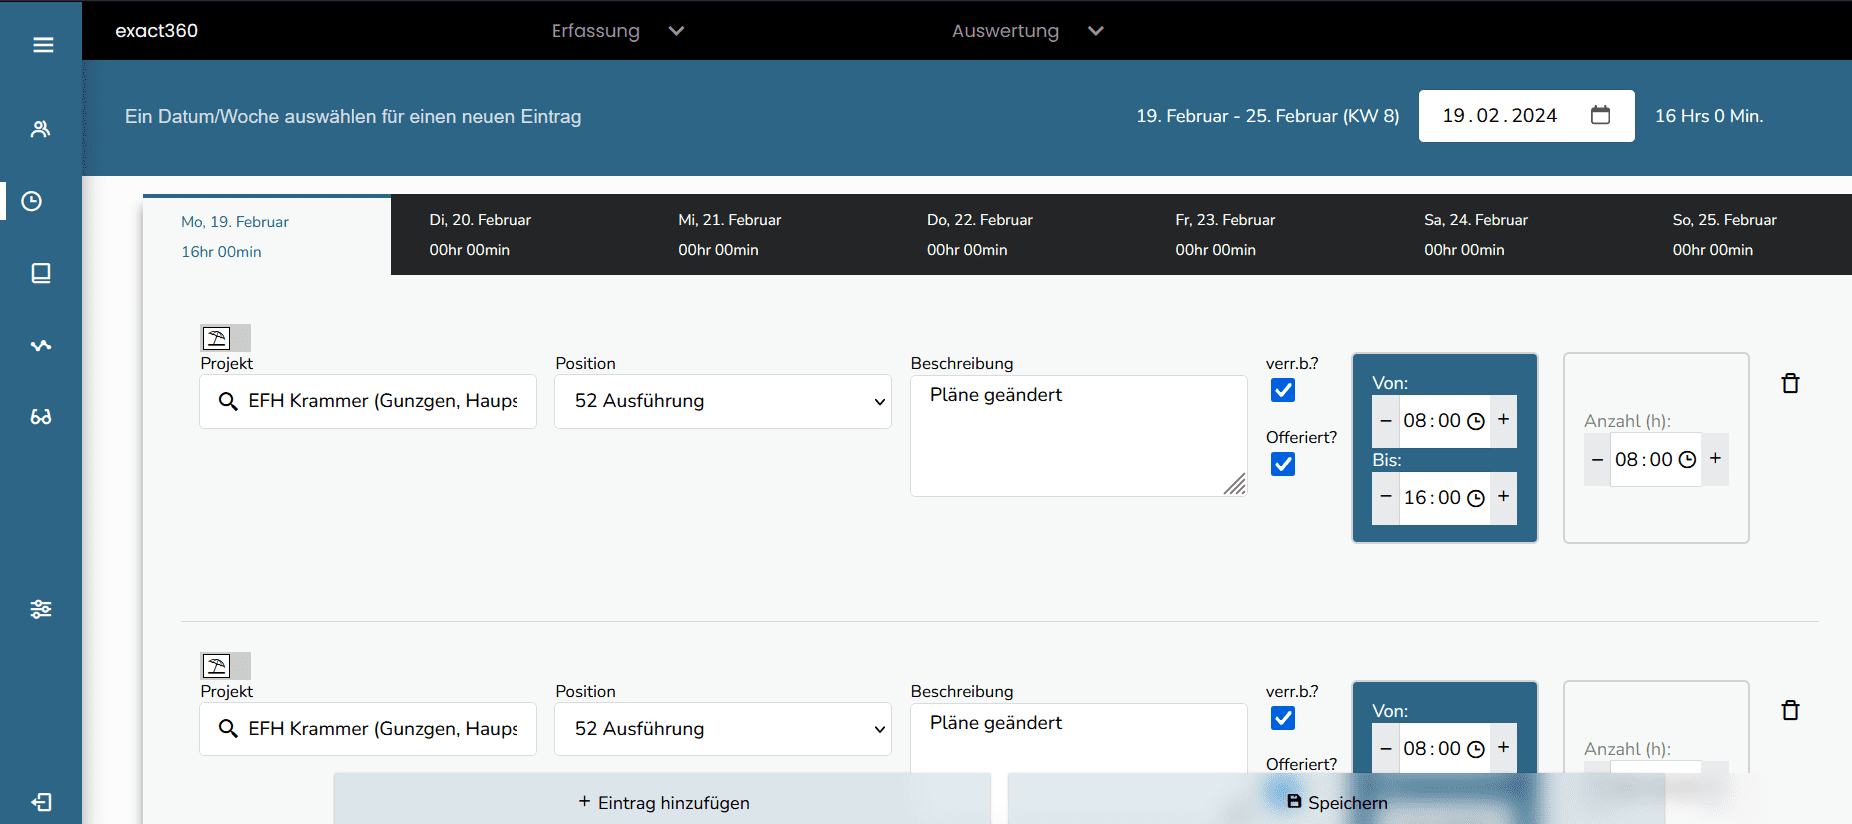 exact360
Erfassung
Auswertung
Ein Datum/Woche auswählen für einen neuen Eintrag
19. Februar - 25. Februar (KW 8)
19.02.2024
16 Hrs 0 Min.
Mo, 19. Februar
16hr 00min
Di, 20. Februar
00hr 00min
Mi, 21. Februar
00hr 00min
Do, 22. Februar
00hr 00min
Fr, 23. Februar
00hr 00min
Sa, 24. Februar
00hr 00min
So, 25. Februar
00hr 00min
Projekt
EFH Krammer (Gunzgen, Haups
Position
52 Ausführung
Beschreibung
Pläne geändert
verr.b.?
Offeriert?
Von:
− 08:00 +
Bis:
− 16:00 +
Anzahl (h):
− 08:00 +
Projekt
EFH Krammer (Gunzgen, Haups
Position
52 Ausführung
Beschreibung
Pläne geändert
verr.b.?
Offeriert?
Von:
− 08:00 +
Anzahl (h):
+ Eintrag hinzufügen
Speichern